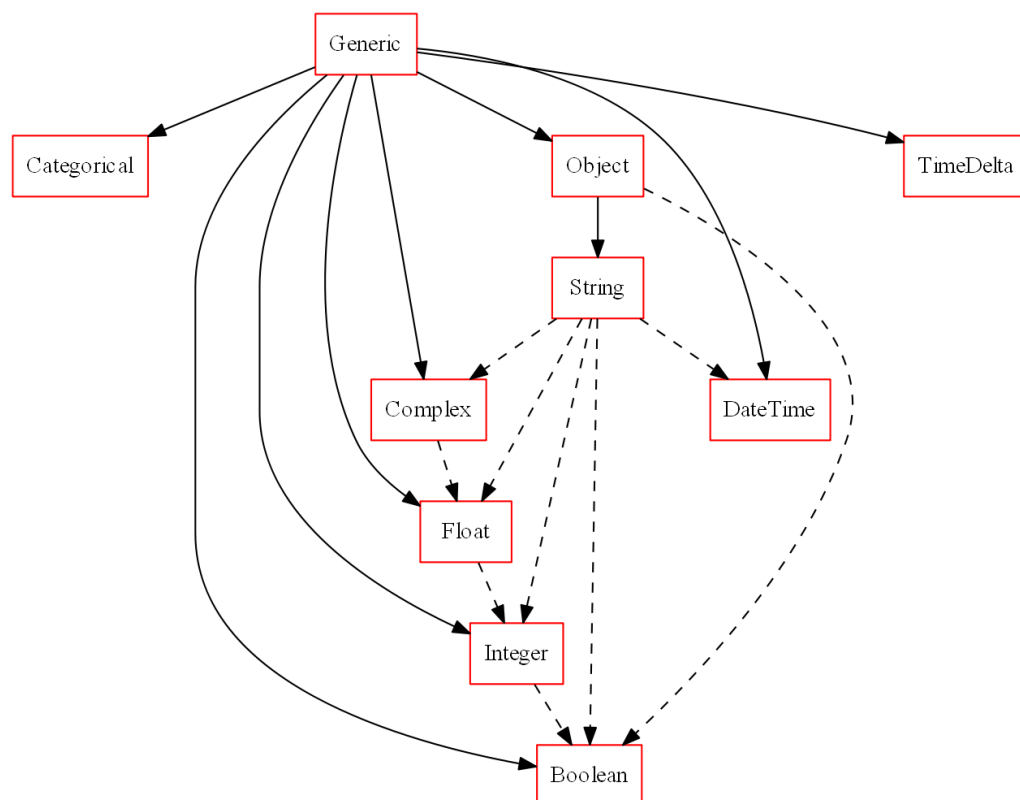 Generic
Categorical
Object
TimeDelta
String
Complex
DateTime
Float
Integer
Boolean